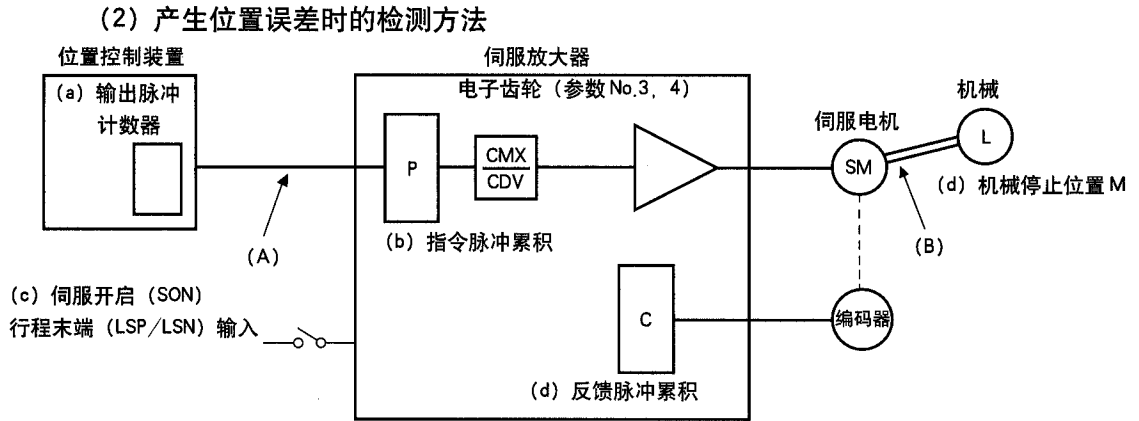 （2）产生位置误差时的检测方法
位置控制装置
（a）输出脉冲
计数器
伺服放大器
电子齿轮（参数No.3，4）
P
CMX
CDV
（b）指令脉冲累积
（A）
（c）伺服开启（SON）
行程末端（LSP/LSN）输入
C
（d）反馈脉冲累积
伺服电机
SM
机械
L
（d）机械停止位置M
（B）
编码器